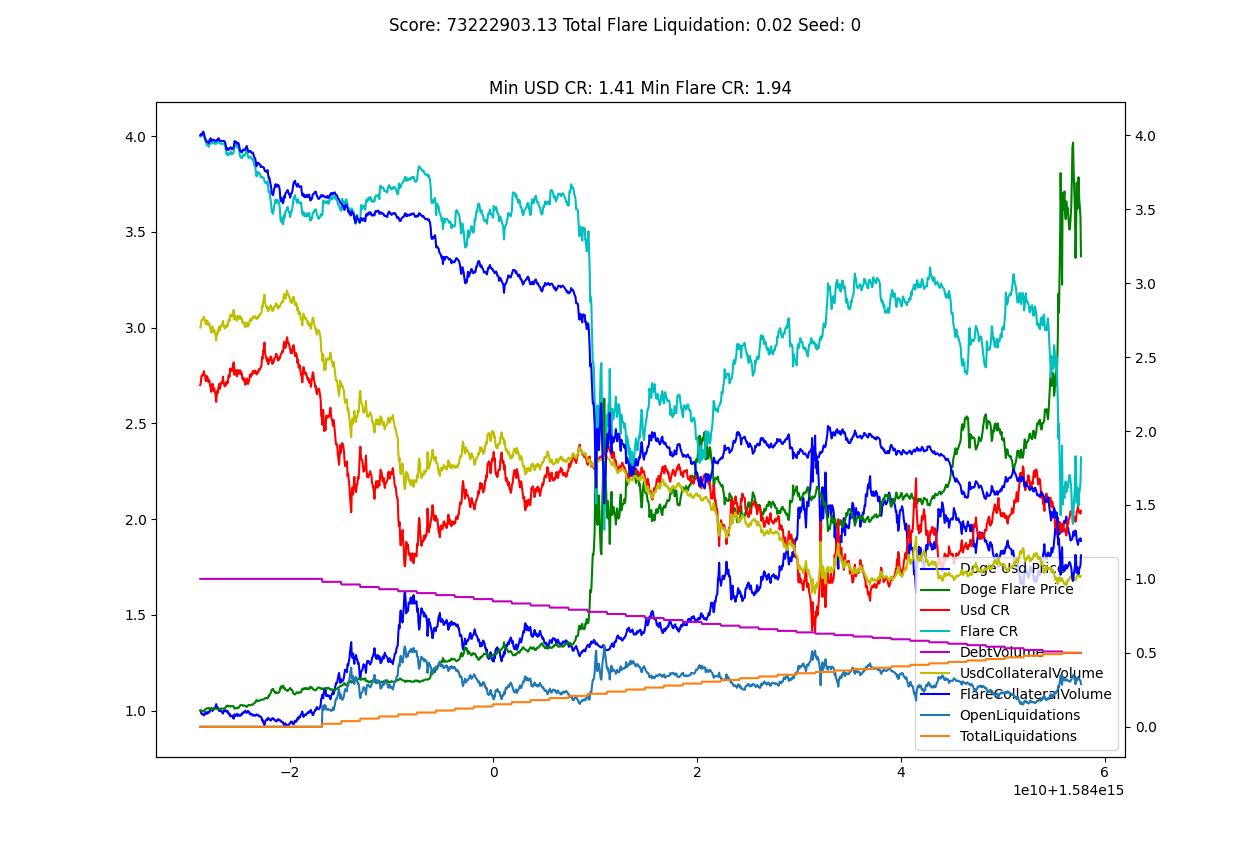 Score: 73222903.13 Total Flare Liquidation: 0.02 Seed: 0
Min USD CR: 1.41 Min Flare CR: 1.94
4.0
3.5
3.0
2.5
2.0
1.5
1.0
4.0
3.5
3.0
2.5
2.0
1.5
1.0
0.5
0.0
Doge Usd Price
Doge Flare Price
Usd CR
Flare CR
DebtVolume
UsdCollateralVolume
FlareCollateralVolume
OpenLiquidations
TotalLiquidations
−2 0 2 4 6
1e10+1.584e15